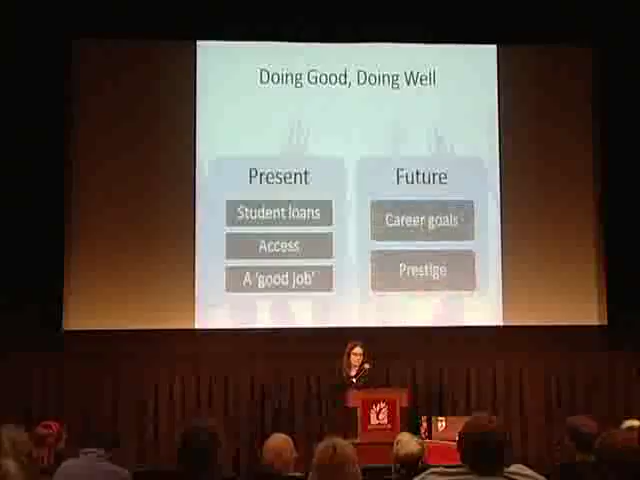 Doing Good, Doing Well
Present
Student loans
Access
A 'good job'
Future
Career goals
Prestige